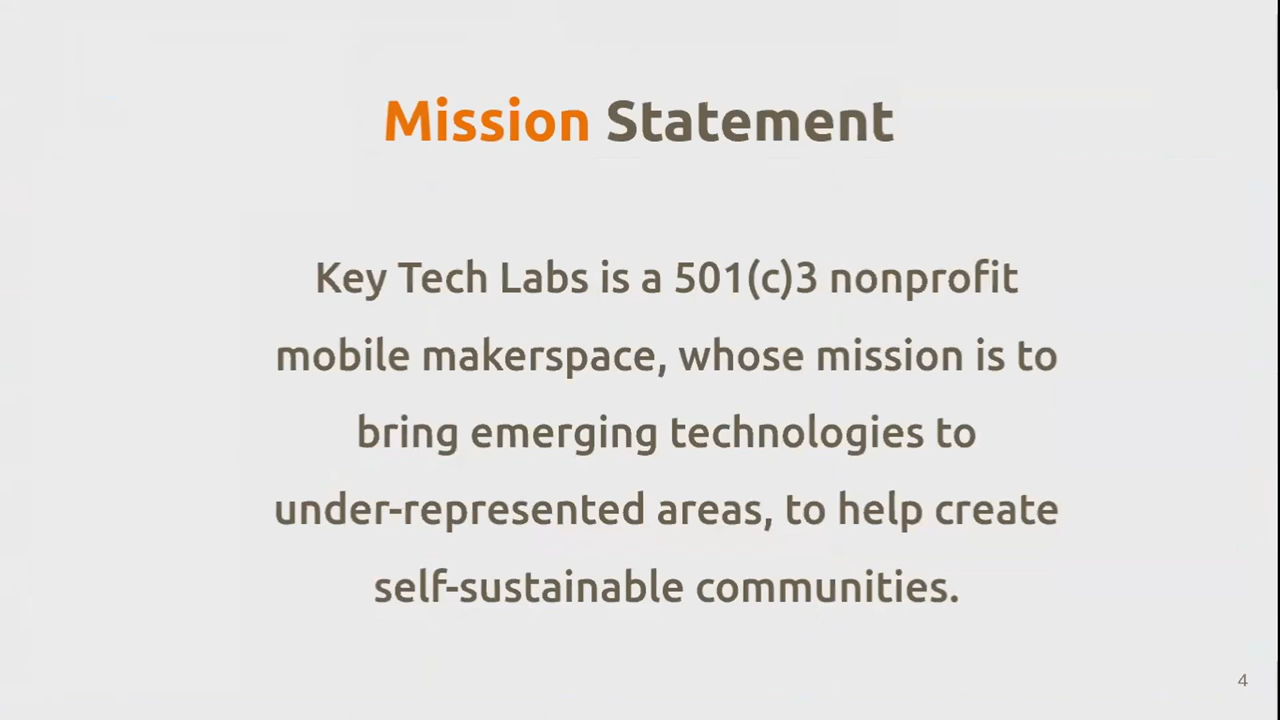 Mission Statement
Key Tech Labs is a 501(c)3 nonprofit
mobile makerspace, whose mission is to
bring emerging technologies to
under-represented areas, to help create
self-sustainable communities.
4